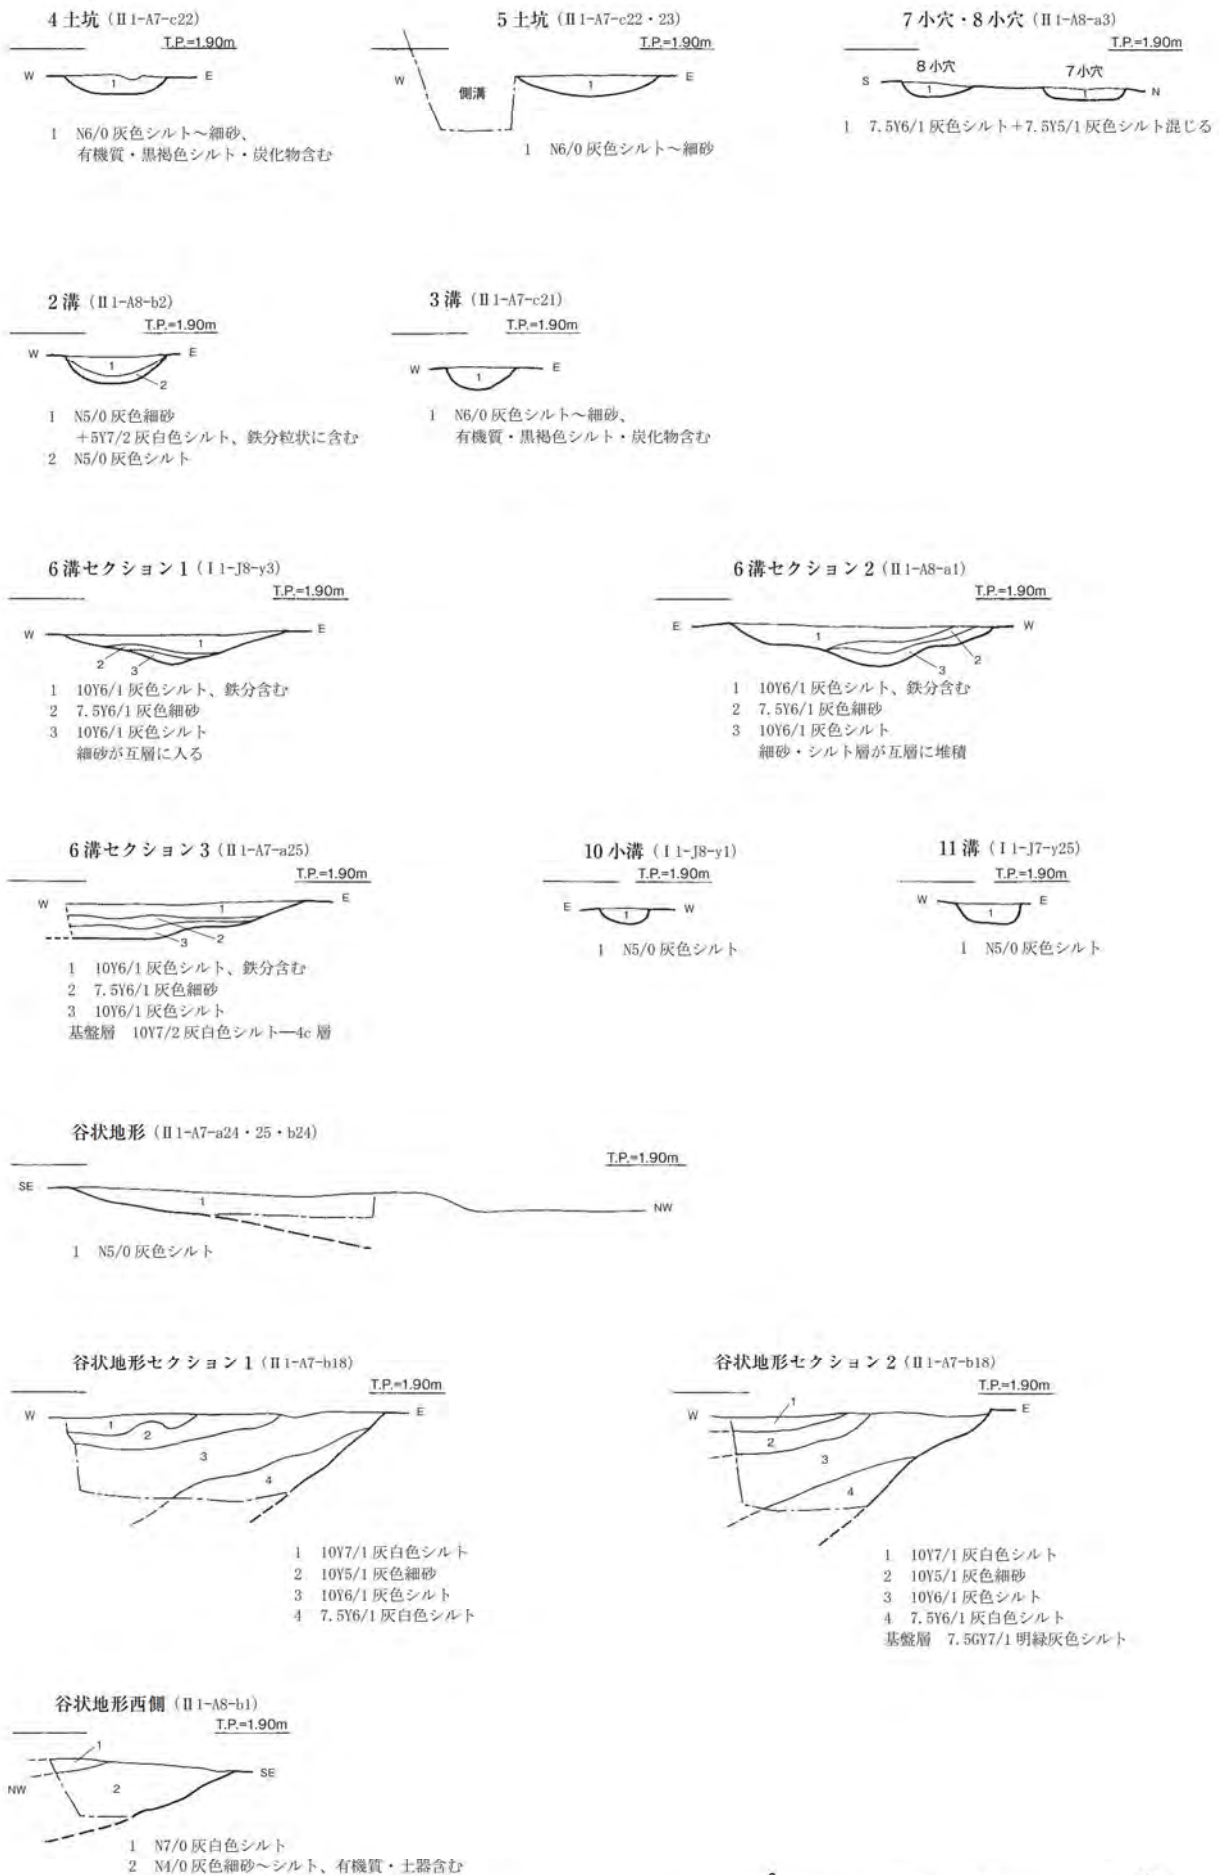 4土坑（Ⅱ1-A7-c22）
T.P.=1.90m
W
E
1
1 N6/0 灰色シルト〜細砂、
有機質・黒褐色シルト・炭化物含む
5土坑（Ⅱ1-A7-c22・23）
T.P.=1.90m
W
側溝
1
E
1 N6/0 灰色シルト〜細砂
7小穴・8小穴（Ⅱ1-A8-a3）
T.P.=1.90m
8小穴
7小穴
S
1
1
N
1 7.5Y6/1 灰色シルト＋7.5Y5/1 灰色シルト混じる
2溝（Ⅱ1-A8-b2）
T.P.=1.90m
W
E
1
2
1 N5/0 灰色細砂
＋5Y7/2 灰白色シルト、鉄分粒状に含む
2 N5/0 灰色シルト
3溝（Ⅱ1-A7-c21）
T.P.=1.90m
W
E
1
1 N6/0 灰色シルト〜細砂、
有機質・黒褐色シルト・炭化物含む
6溝セクション1（Ⅰ1-J8-y3）
T.P.=1.90m
W
E
1
2
3
1 10Y6/1 灰色シルト、鉄分含む
2 7.5Y6/1 灰色細砂
3 10Y6/1 灰色シルト
細砂が互層に入る
6溝セクション2（Ⅱ1-A8-a1）
T.P.=1.90m
E
W
1
2
3
1 10Y6/1 灰色シルト、鉄分含む
2 7.5Y6/1 灰色細砂
3 10Y6/1 灰色シルト
細砂・シルト層が互層に堆積
6溝セクション3（Ⅱ1-A7-a25）
T.P.=1.90m
W
E
1
2
3
1 10Y6/1 灰色シルト、鉄分含む
2 7.5Y6/1 灰色細砂
3 10Y6/1 灰色シルト
基盤層 10Y7/2 灰白色シルト―4c 層
10小溝（Ⅰ1-J8-y1）
T.P.=1.90m
E
W
1
1 N5/0 灰色シルト
11溝（Ⅰ1-J7-y25）
T.P.=1.90m
W
E
1
1 N5/0 灰色シルト
谷状地形（Ⅱ1-A7-a24・25・b24）
T.P.=1.90m
SE
1
NW
1 N5/0 灰色シルト
谷状地形セクション1（Ⅱ1-A7-b18）
T.P.=1.90m
W
E
1
2
3
4
1 10Y7/1 灰白色シルト
2 10Y5/1 灰色細砂
3 10Y6/1 灰色シルト
4 7.5Y6/1 灰白色シルト
谷状地形セクション2（Ⅱ1-A7-b18）
T.P.=1.90m
W
E
1
2
3
4
1 10Y7/1 灰白色シルト
2 10Y5/1 灰色細砂
3 10Y6/1 灰色シルト
4 7.5Y6/1 灰白色シルト
基盤層 7.5GY7/1 明緑灰色シルト
谷状地形西側（Ⅱ1-A8-b1）
T.P.=1.90m
1
2
NW
SE
1 N7/0 灰白色シルト
2 N4/0 灰色細砂〜シルト、有機質・土器含む